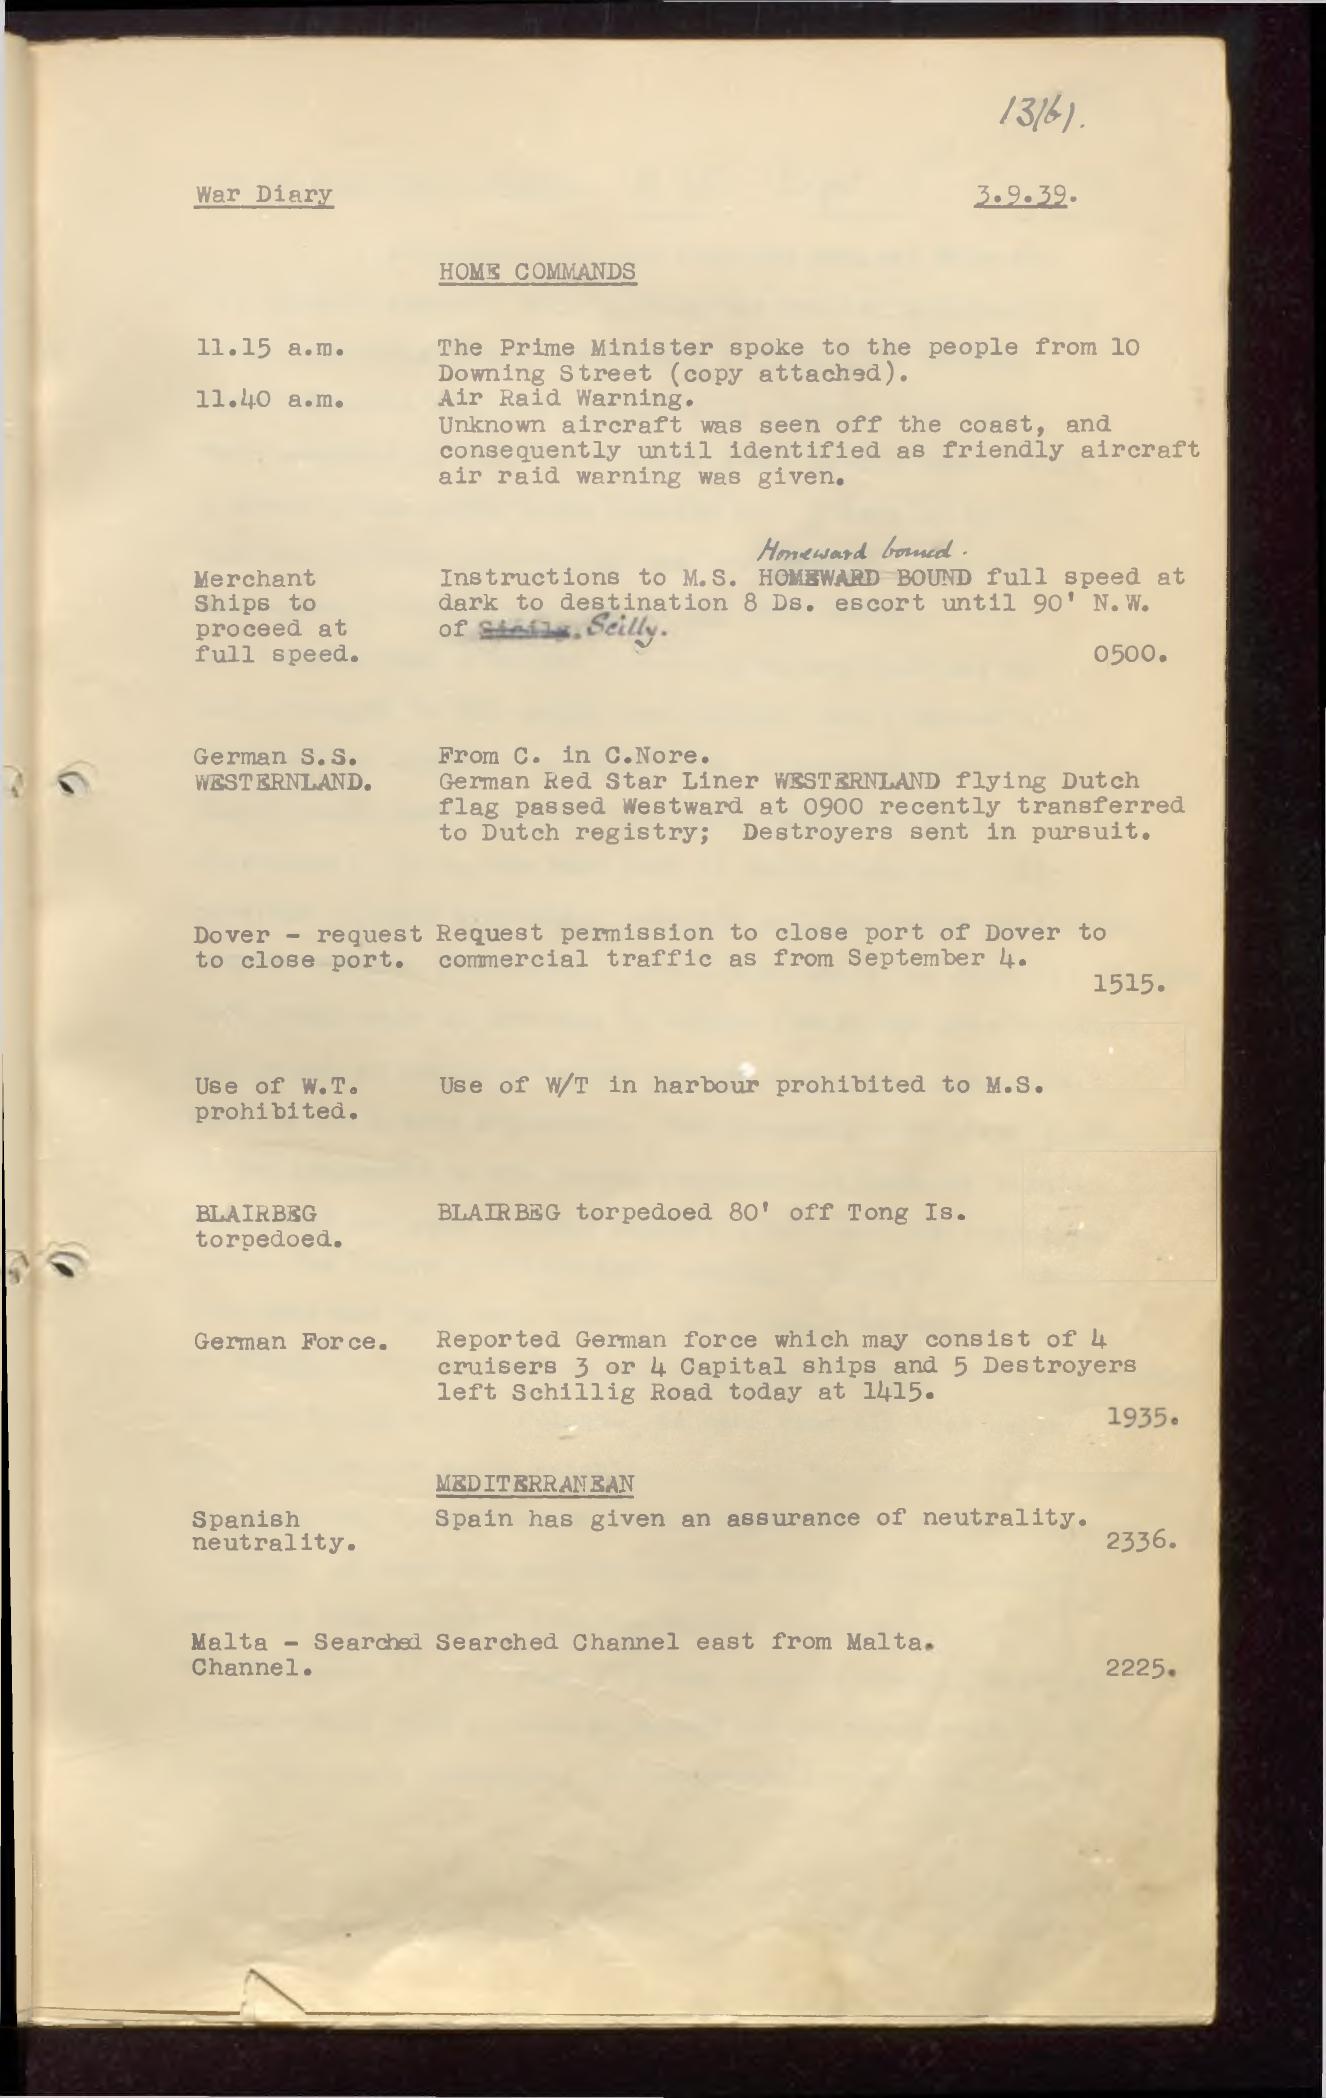 13(b).
War Diary 3.9.39.
HOME COMMANDS
11.15 a.m. The Prime Minister spoke to the people from 10
Downing Street (copy attached).
11.40 a.m. Air Raid Warning.
Unknown aircraft was seen off the coast, and
consequently until identified as friendly aircraft
air raid warning was given.
Homeward bound.
Merchant Instructions to M.S. HOMEWARD BOUND full speed at
Ships to dark to destination 8 Ds. escort until 90' N.W.
proceed at of Sicily. Scilly.
full speed. 0500.
German S.S. From C. in C.Nore.
WESTERNLAND. German Red Star Liner WESTERNLAND flying Dutch
flag passed Westward at 0900 recently transferred
to Dutch registry; Destroyers sent in pursuit.
Dover - request Request permission to close port of Dover to
to close port. commercial traffic as from September 4.
1515.
Use of W.T. Use of W/T in harbour prohibited to M.S.
prohibited.
BLAIRBEG BLAIRBEG torpedoed 80' off Tong Is.
torpedoed.
German Force. Reported German force which may consist of 4
cruisers 3 or 4 Capital ships and 5 Destroyers
left Schillig Road today at 1415.
1935.
MEDITERRANEAN
Spanish Spain has given an assurance of neutrality.
neutrality. 2336.
Malta - Searched Searched Channel east from Malta.
Channel. 2225.